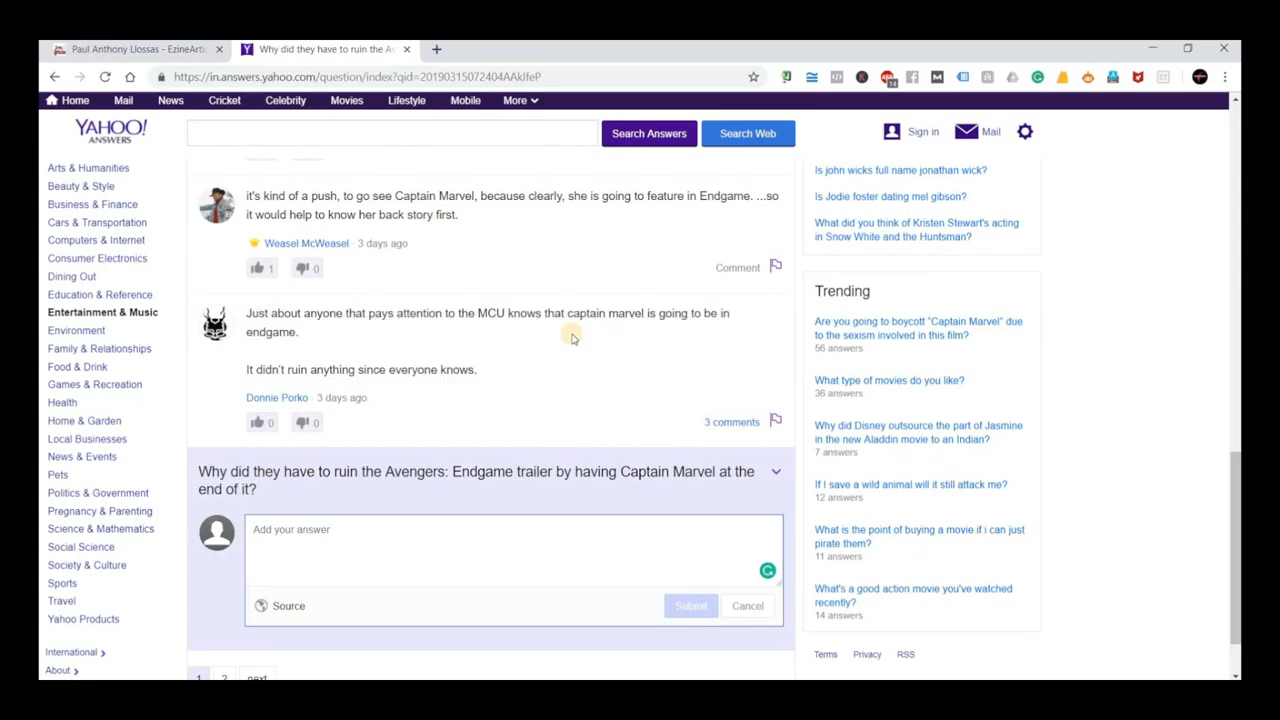 Paul Anthony Llossas - EzineArtic
Why did they have to ruin the A
https://in.answers.yahoo.com/question/index?qid=20190315072404AAklfeP
14
Home Mail News Cricket Celebrity Movies Lifestyle Mobile More
YAHOO!
ANSWERS
Search Answers
Search Web
Sign in
Mail
Arts & Humanities
Beauty & Style
Business & Finance
Cars & Transportation
Computers & Internet
Consumer Electronics
Dining Out
Education & Reference
Entertainment & Music
Environment
Family & Relationships
Food & Drink
Games & Recreation
Health
Home & Garden
Local Businesses
News & Events
Pets
Politics & Government
Pregnancy & Parenting
Science & Mathematics
Social Science
Society & Culture
Sports
Travel
Yahoo Products
International
About
it's kind of a push, to go see Captain Marvel, because clearly, she is going to feature in Endgame. ...so
it would help to know her back story first.
Weasel McWeasel · 3 days ago
1
0
Comment
Just about anyone that pays attention to the MCU knows that captain marvel is going to be in
endgame.
It didn't ruin anything since everyone knows.
Donnie Porko · 3 days ago
0
0
3 comments
Why did they have to ruin the Avengers: Endgame trailer by having Captain Marvel at the
end of it?
Add your answer
Source
Submit
Cancel
1 2 next
Is john wicks full name jonathan wick?
Is Jodie foster dating mel gibson?
What did you think of Kristen Stewart's acting
in Snow White and the Huntsman?
Trending
Are you going to boycott "Captain Marvel" due
to the sexism involved in this film?
56 answers
What type of movies do you like?
36 answers
Why did Disney outsource the part of Jasmine
in the new Aladdin movie to an Indian?
7 answers
If I save a wild animal will it still attack me?
12 answers
What is the point of buying a movie if i can just
pirate them?
11 answers
What's a good action movie you've watched
recently?
14 answers
Terms Privacy RSS